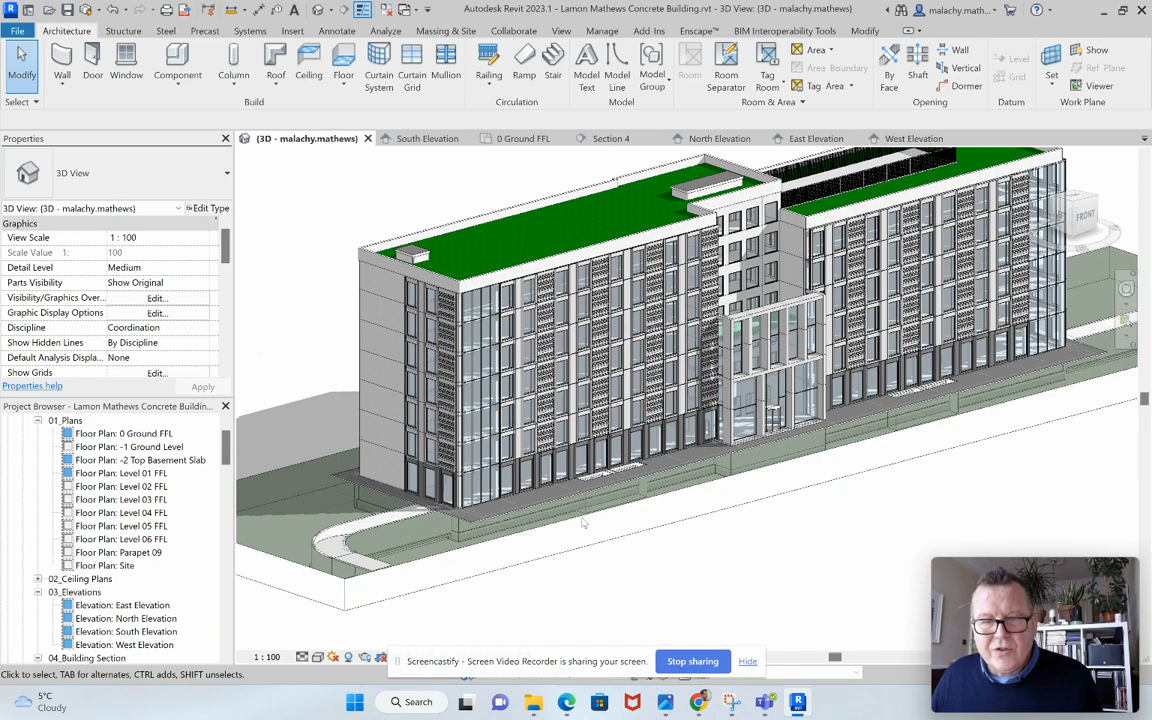 Autodesk Revit 2023.1 - Lamon Mathews Concrete Building.rvt - 3D View: {3D - malachy.mathews}
malachy.math...
File Architecture Structure Steel Precast Systems Insert Annotate Analyze Massing & Site Collaborate View Manage Add-Ins Enscape™ BIM Interoperability Tools Modify
Modify Wall Door Window Component Column Roof Ceiling Floor Curtain System Curtain Grid Mullion Railing Ramp Stair Model Text Model Line Model Group Room Room Separator Tag Room
Area
Area Boundary
Tag Area
By Face Shaft
Wall
Vertical
Dormer
Level
Grid
Set
Show
Ref Plane
Viewer
Select Build Circulation Model Room & Area Opening Datum Work Plane
Properties
{3D - malachy.mathews} South Elevation 0 Ground FFL Section 4 North Elevation East Elevation West Elevation
3D View
3D View: {3D - malachy.mathews} Edit Type
Graphics
View Scale 1 : 100
Scale Value 1: 100
Detail Level Medium
Parts Visibility Show Original
Visibility/Graphics Over... Edit...
Graphic Display Options Edit...
Discipline Coordination
Show Hidden Lines By Discipline
Default Analysis Displa... None
Show Grids Edit...
Properties help Apply
FRONT
Project Browser - Lamon Mathews Concrete Building...
01_Plans
Floor Plan: 0 Ground FFL
Floor Plan: -1 Ground Level
Floor Plan: -2 Top Basement Slab
Floor Plan: Level 01 FFL
Floor Plan: Level 02 FFL
Floor Plan: Level 03 FFL
Floor Plan: Level 04 FFL
Floor Plan: Level 05 FFL
Floor Plan: Level 06 FFL
Floor Plan: Parapet 09
Floor Plan: Site
02_Ceiling Plans
03_Elevations
Elevation: East Elevation
Elevation: North Elevation
Elevation: South Elevation
Elevation: West Elevation
04_Building Section
1 : 100
Screencastify - Screen Video Recorder is sharing your screen. Stop sharing Hide
Click to select, TAB for alternates, CTRL adds, SHIFT unselects.
5°C
Cloudy
Search